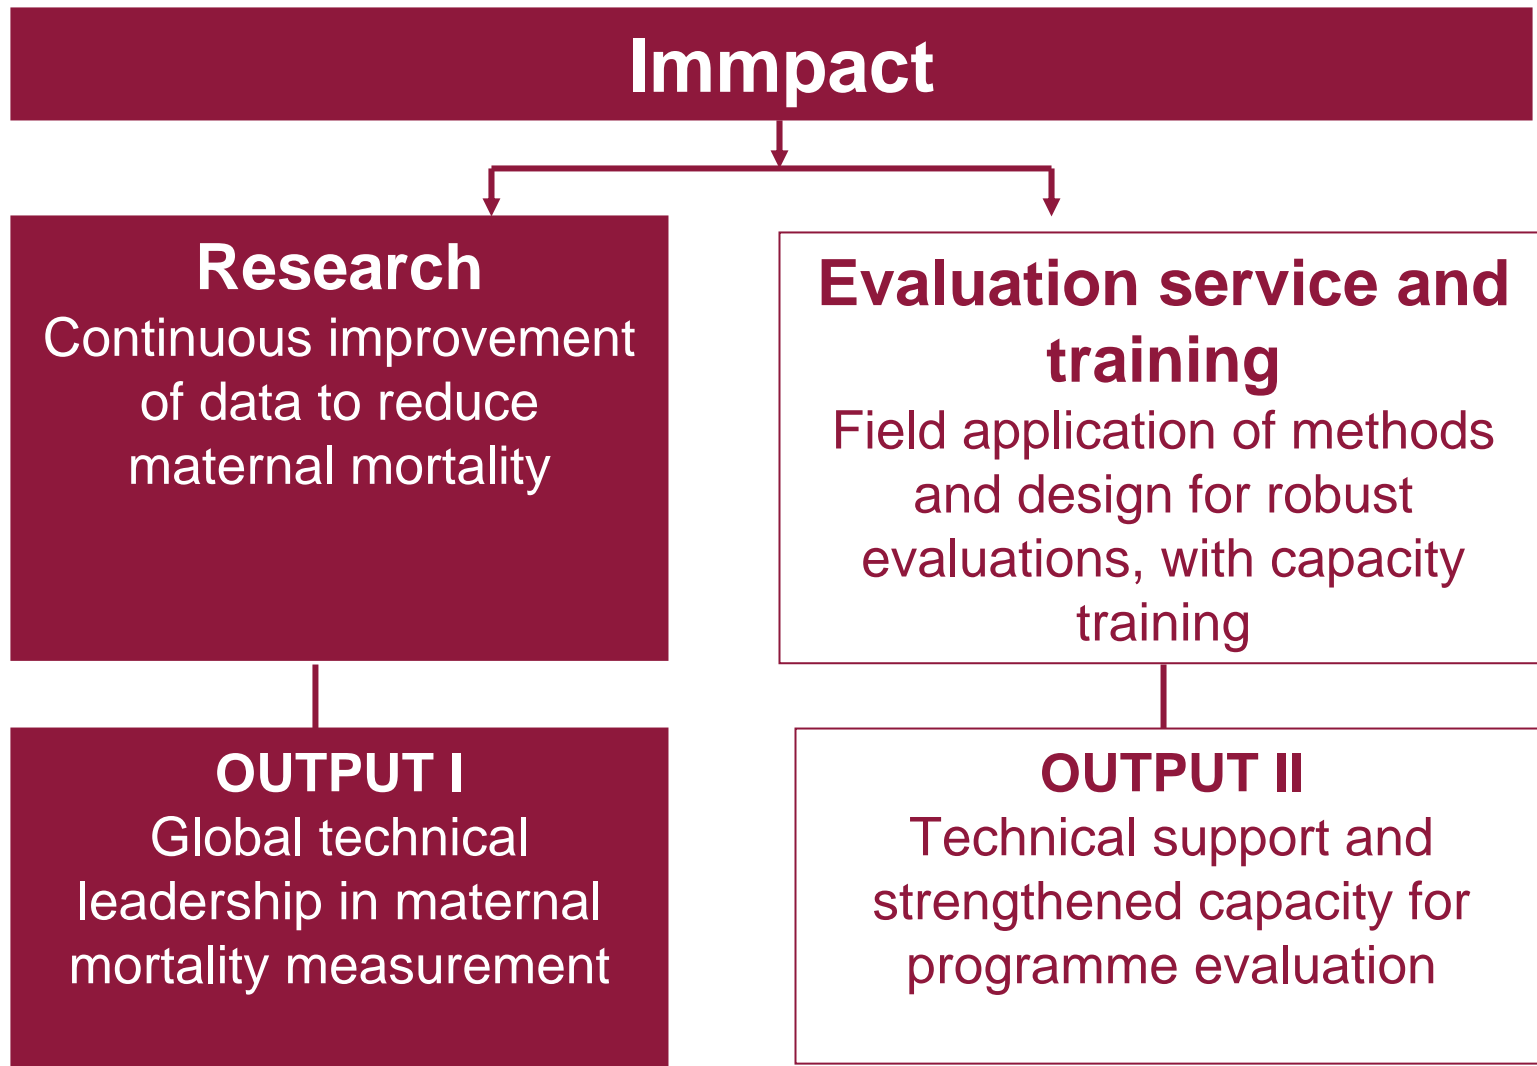 Immpact
Research
Continuous improvement
of data to reduce
maternal mortality
Evaluation service and
training
Field application of methods
and design for robust
evaluations, with capacity
training
OUTPUT I
Global technical
leadership in maternal
mortality measurement
OUTPUT II
Technical support and
strengthened capacity for
programme evaluation